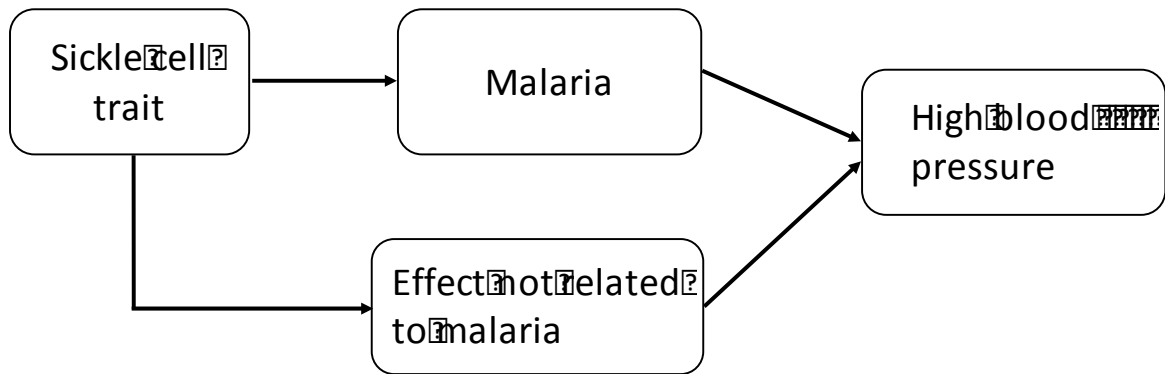 Sickle cell
trait
Malaria
High blood
pressure
Effect not related
to malaria